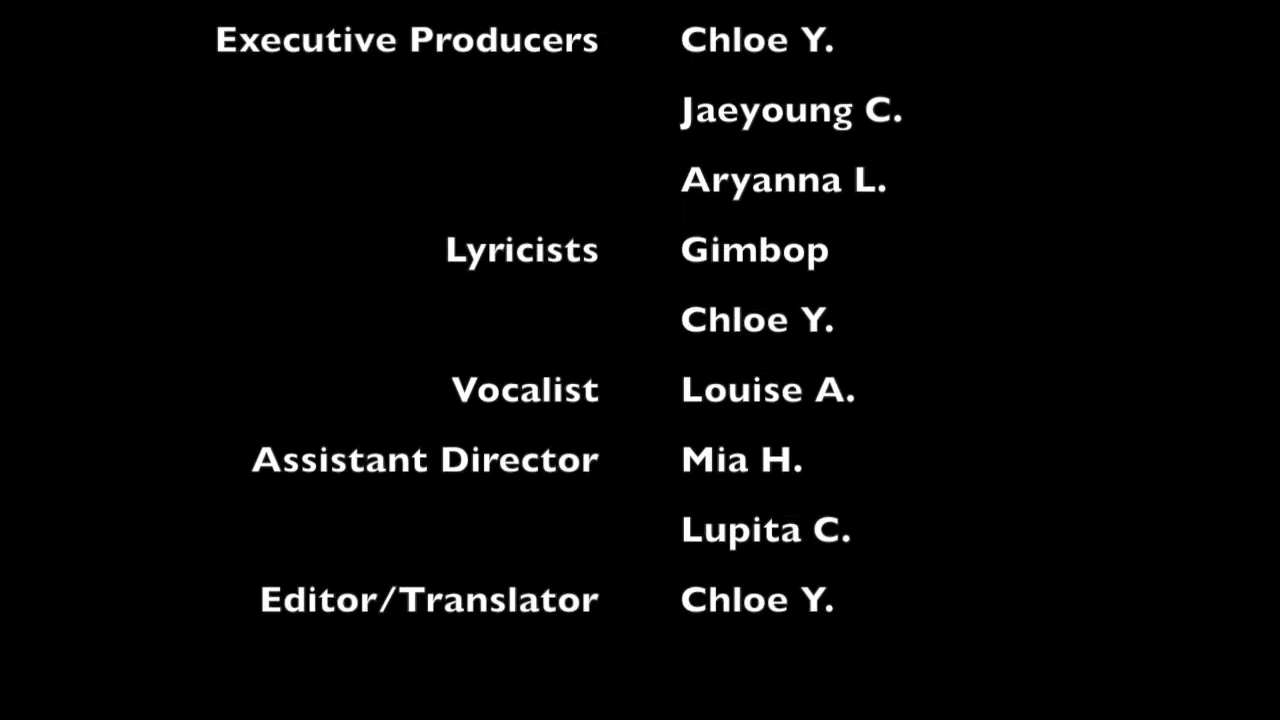 Executive Producers Chloe Y.
Jaeyoung C.
Aryanna L.
Lyricists Gimbop
Chloe Y.
Vocalist Louise A.
Assistant Director Mia H.
Lupita C.
Editor/Translator Chloe Y.